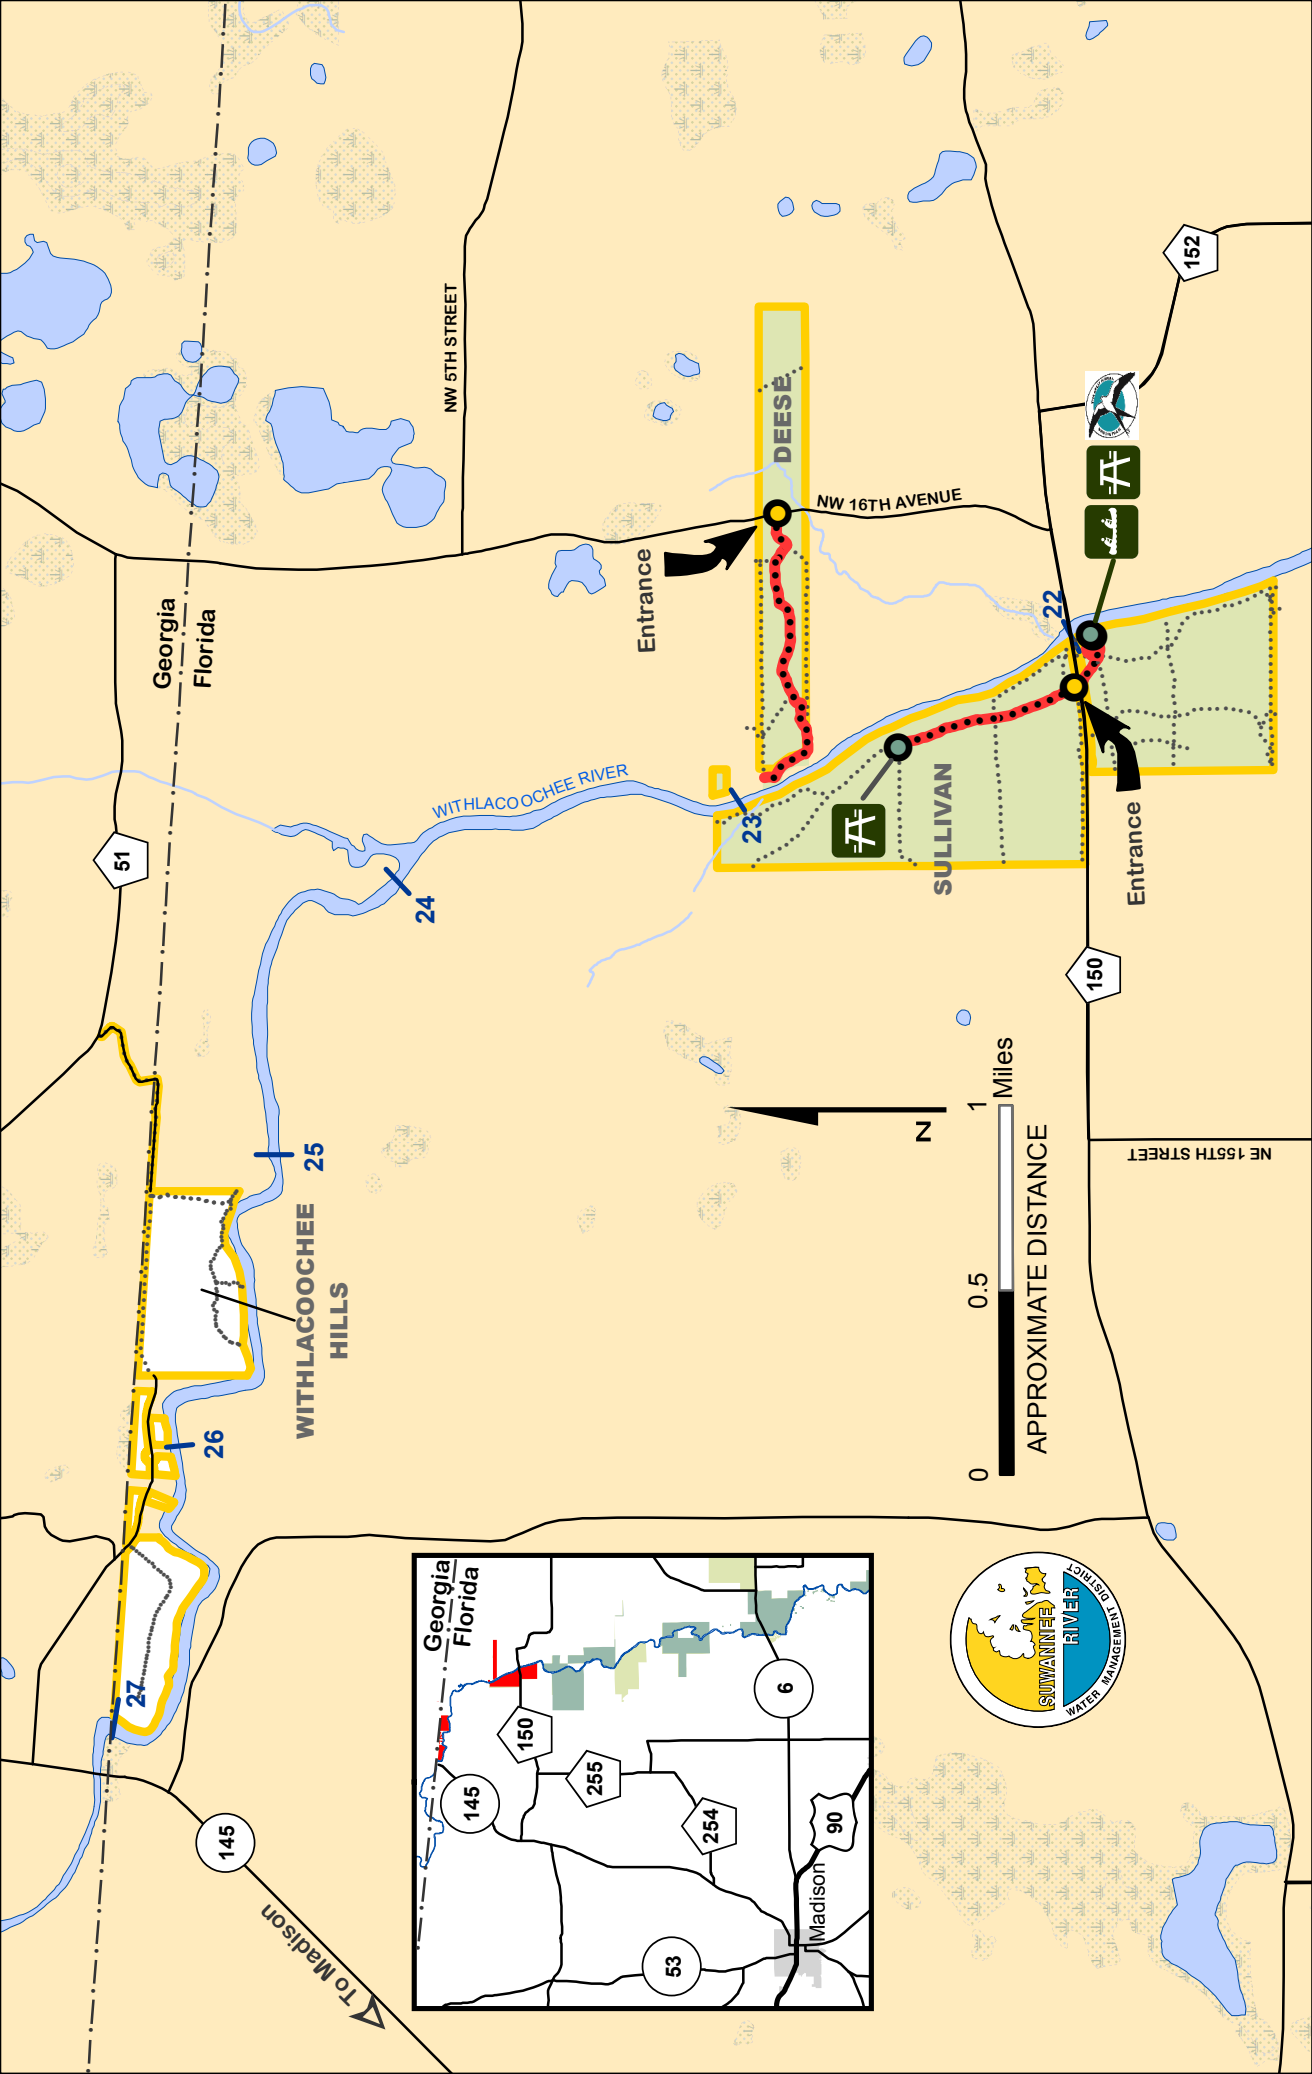 27
26
25
24
23
22
51
145
To Madison
Georgia
Florida
WITHLACOOCHEE
HILLS
WITHLACOOCHEE RIVER
NW 5TH STREET
Entrance
DEESE
NW 16TH AVENUE
SULLIVAN
Entrance
150
152
NE 155TH STREET
N
0
0.5
1
Miles
APPROXIMATE DISTANCE
Georgia
Florida
145
150
255
254
53
6
90
Madison
SUWANNEE
RIVER
WATER MANAGEMENT DISTRICT